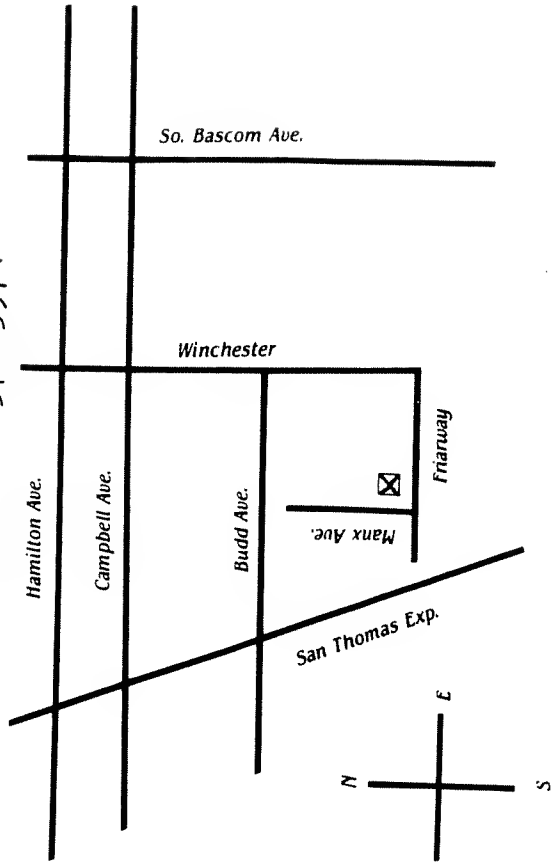 So. Bascom Ave.
Winchester
Hamilton Ave.
Campbell Ave.
Budd Ave.
Manx Ave.
Friarway
San Thomas Exp.
N
E
S